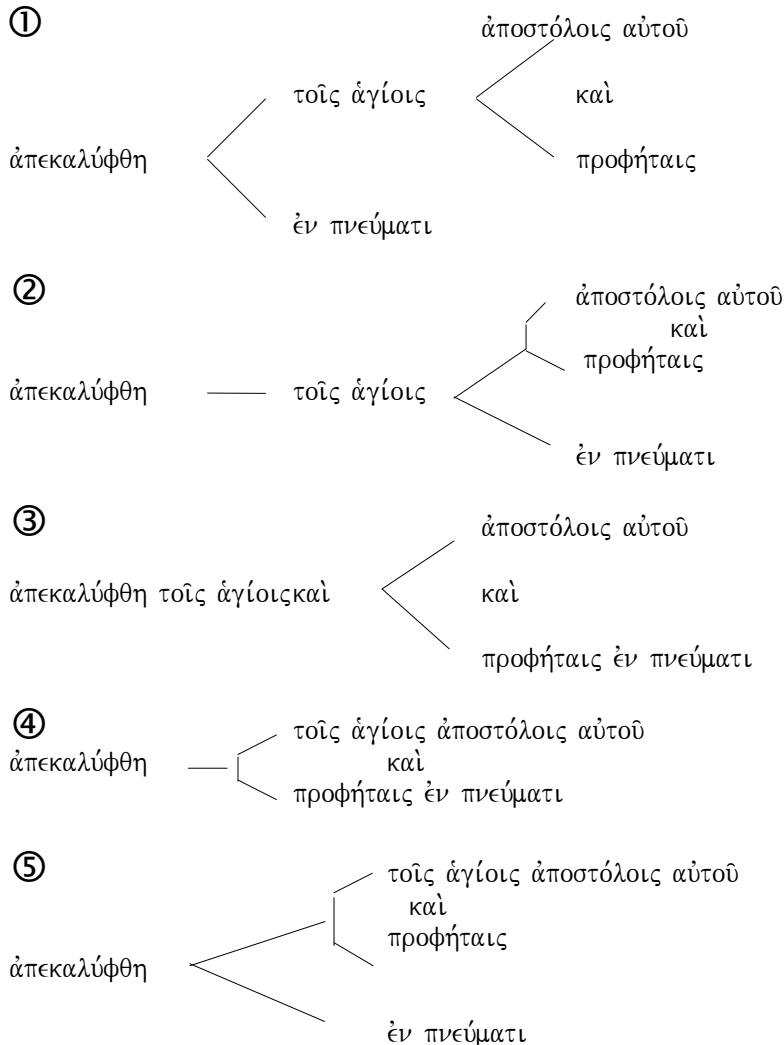 ①
ἀποστόλοις αὐτοῦ
τοῖς ἁγίοις
καὶ
ἀπεκαλύφθη
προφήταις
ἐν πνεύματι
②
ἀποστόλοις αὐτοῦ
καὶ
προφήταις
ἀπεκαλύφθη
τοῖς ἁγίοις
ἐν πνεύματι
③
ἀποστόλοις αὐτοῦ
ἀπεκαλύφθη τοῖς ἁγίοιςκαὶ
καὶ
προφήταις ἐν πνεύματι
④
τοῖς ἁγίοις ἀποστόλοις αὐτοῦ
ἀπεκαλύφθη
καὶ
προφήταις ἐν πνεύματι
⑤
τοῖς ἁγίοις ἀποστόλοις αὐτοῦ
καὶ
προφήταις
ἀπεκαλύφθη
ἐν πνεύματι